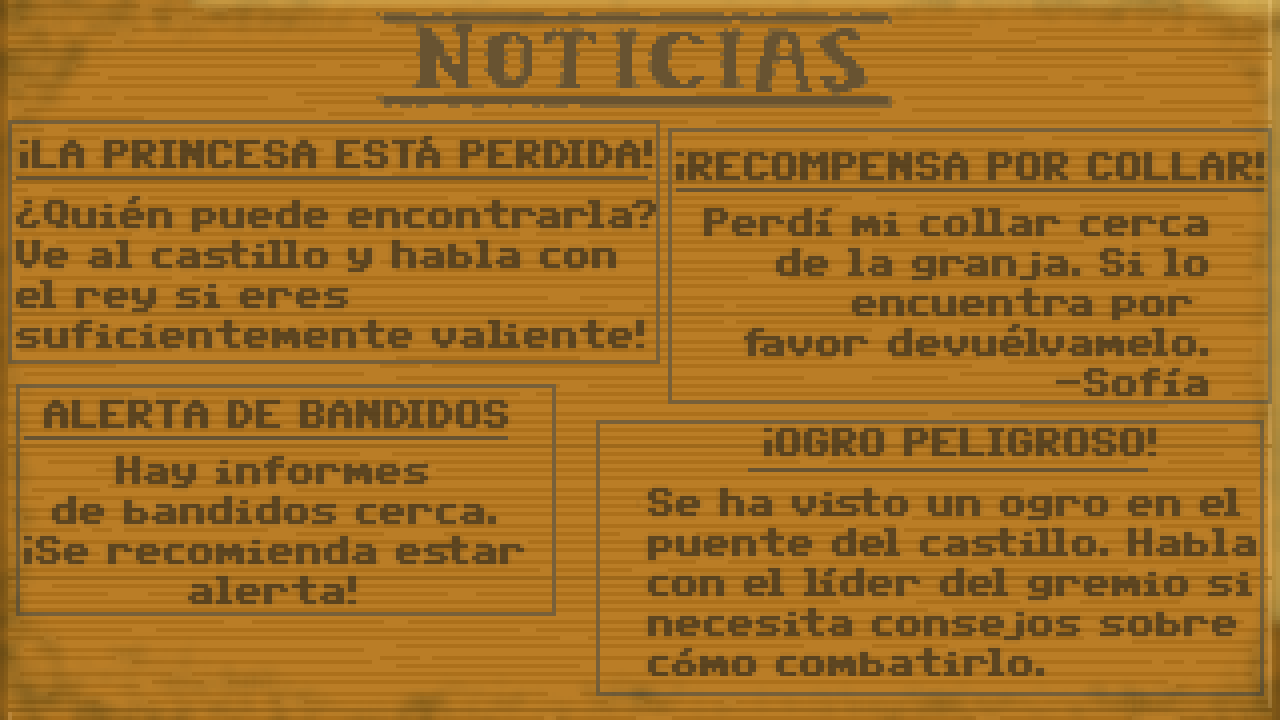 NOTICIAS
¡LA PRINCESA ESTÁ PERDIDA!
¿Quién puede encontrarla?
Ve al castillo y habla con
el rey si eres
suficientemente valiente!
¡RECOMPENSA POR COLLAR!
Perdí mi collar cerca
de la granja. Si lo
encuentra por
favor devuélvamelo.
-Sofía
ALERTA DE BANDIDOS
Hay informes
de bandidos cerca.
¡Se recomienda estar
alerta!
¡OGRO PELIGROSO!
Se ha visto un ogro en el
puente del castillo. Habla
con el líder del gremio si
necesita consejos sobre
cómo combatirlo.